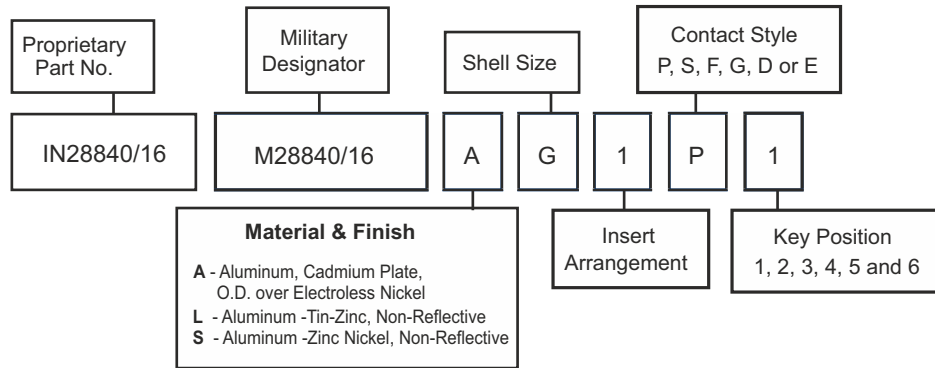 Proprietary
Part No.
Military
Designator
Shell Size
Contact Style
P, S, F, G, D or E
IN28840/16
M28840/16
A
G
1
P
1
Material & Finish
A - Aluminum, Cadmium Plate,
O.D. over Electroless Nickel
L - Aluminum -Tin-Zinc, Non-Reflective
S - Aluminum -Zinc Nickel, Non-Reflective
Insert
Arrangement
Key Position
1, 2, 3, 4, 5 and 6